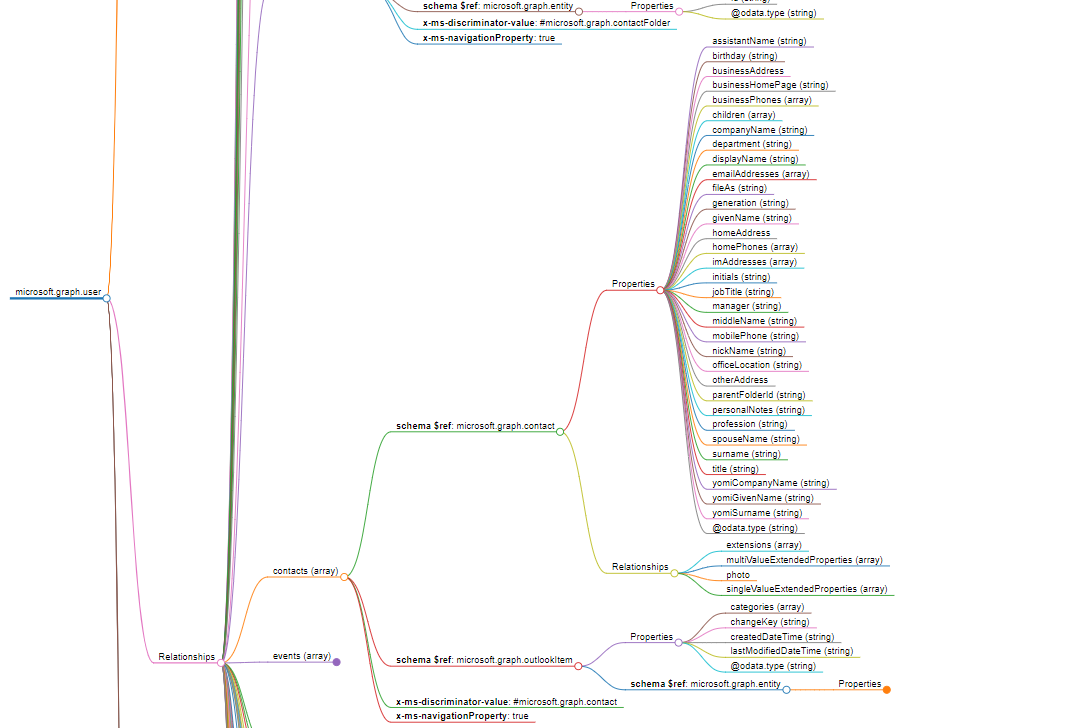 schema $ref: microsoft.graph.entity
Properties
@odata.type (string)
x-ms-discriminator-value: #microsoft.graph.contactFolder
x-ms-navigationProperty: true
microsoft.graph.user
Relationships
contacts (array)
schema $ref: microsoft.graph.contact
Properties
assistantName (string)
birthday (string)
businessAddress
businessHomePage (string)
businessPhones (array)
children (array)
companyName (string)
department (string)
displayName (string)
emailAddresses (array)
fileAs (string)
generation (string)
givenName (string)
homeAddress
homePhones (array)
imAddresses (array)
initials (string)
jobTitle (string)
manager (string)
middleName (string)
mobilePhone (string)
nickName (string)
officeLocation (string)
otherAddress
parentFolderId (string)
personalNotes (string)
profession (string)
spouseName (string)
surname (string)
title (string)
yomiCompanyName (string)
yomiGivenName (string)
yomiSurname (string)
@odata.type (string)
Relationships
extensions (array)
multiValueExtendedProperties (array)
photo
singleValueExtendedProperties (array)
schema $ref: microsoft.graph.outlookItem
Properties
categories (array)
changeKey (string)
createdDateTime (string)
lastModifiedDateTime (string)
@odata.type (string)
schema $ref: microsoft.graph.entity
Properties
x-ms-discriminator-value: #microsoft.graph.contact
x-ms-navigationProperty: true
events (array)